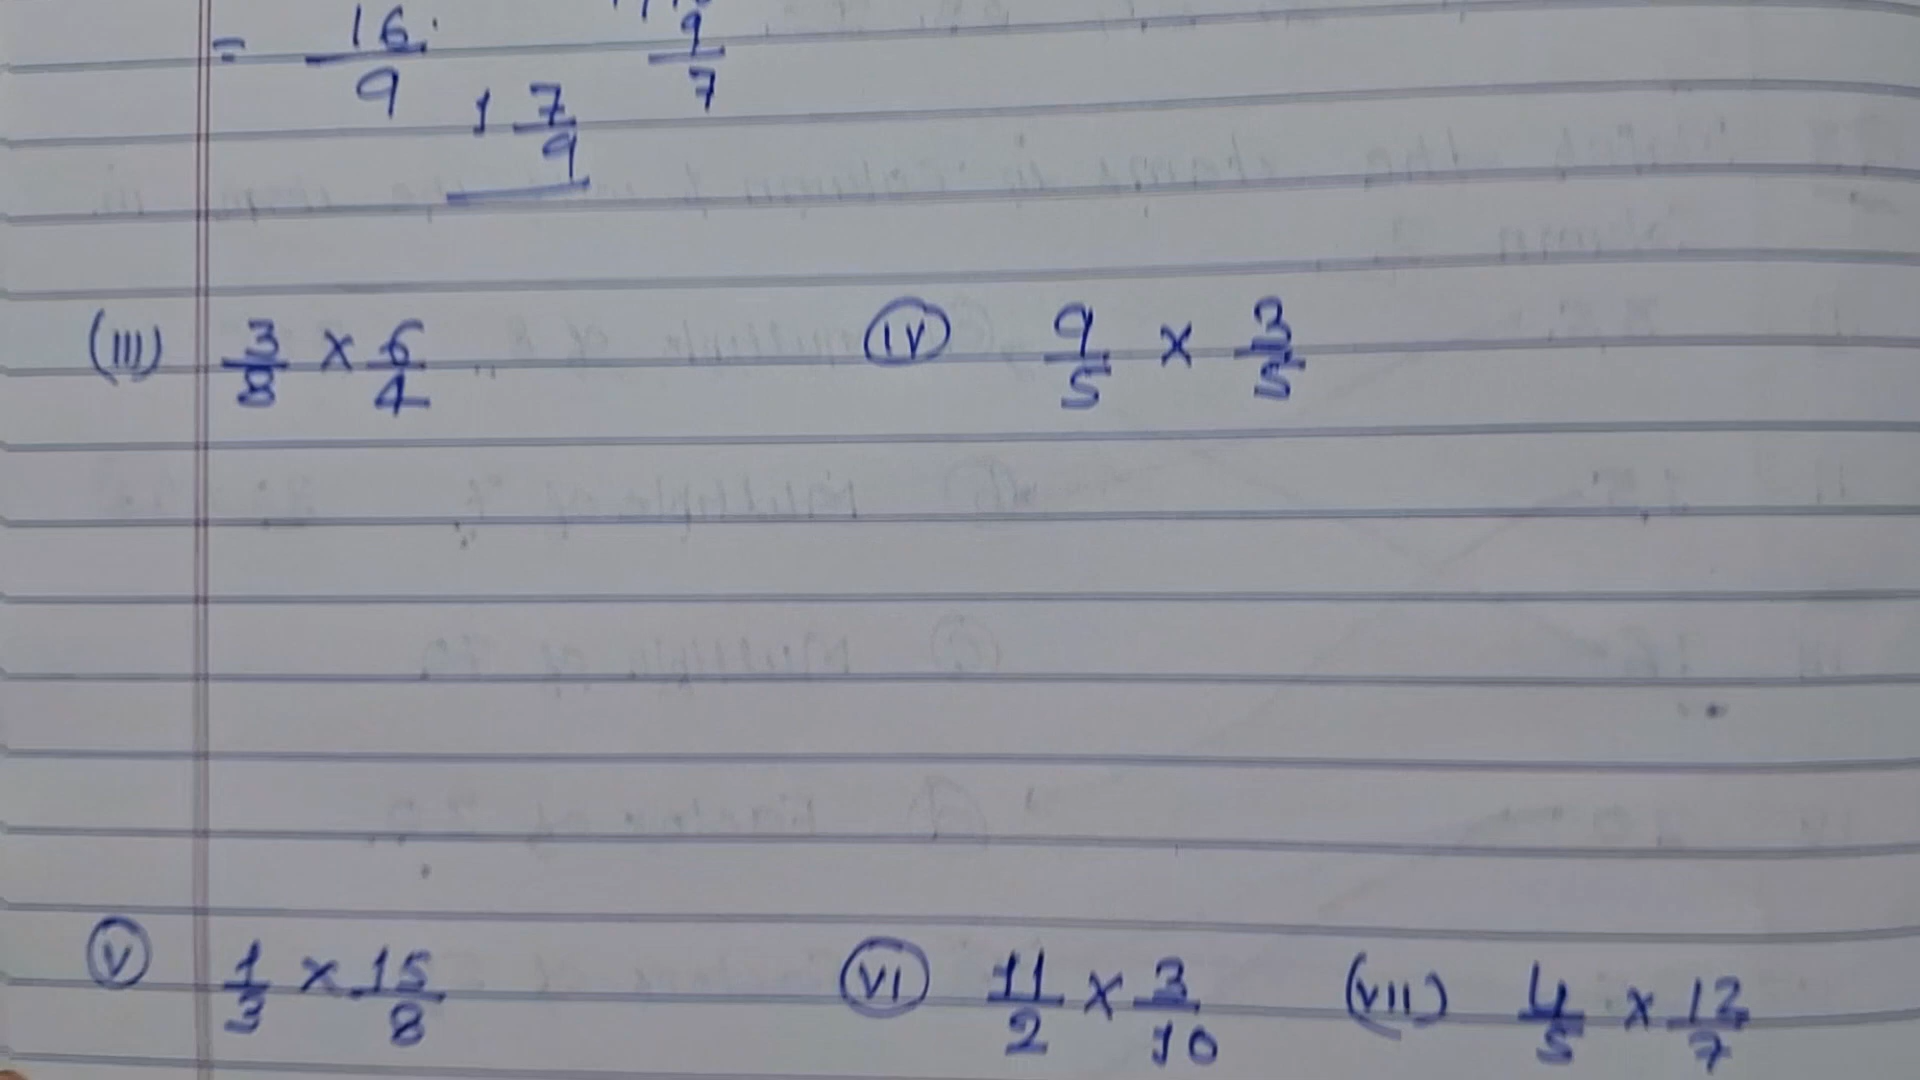 = 16/9 9/7
1 7/9
(III) 3/8 × 6/4 (IV) 9/5 × 3/5
(V) 1/3 × 15/8 (VI) 11/2 × 3/10 (VII) 4/5 × 12/7